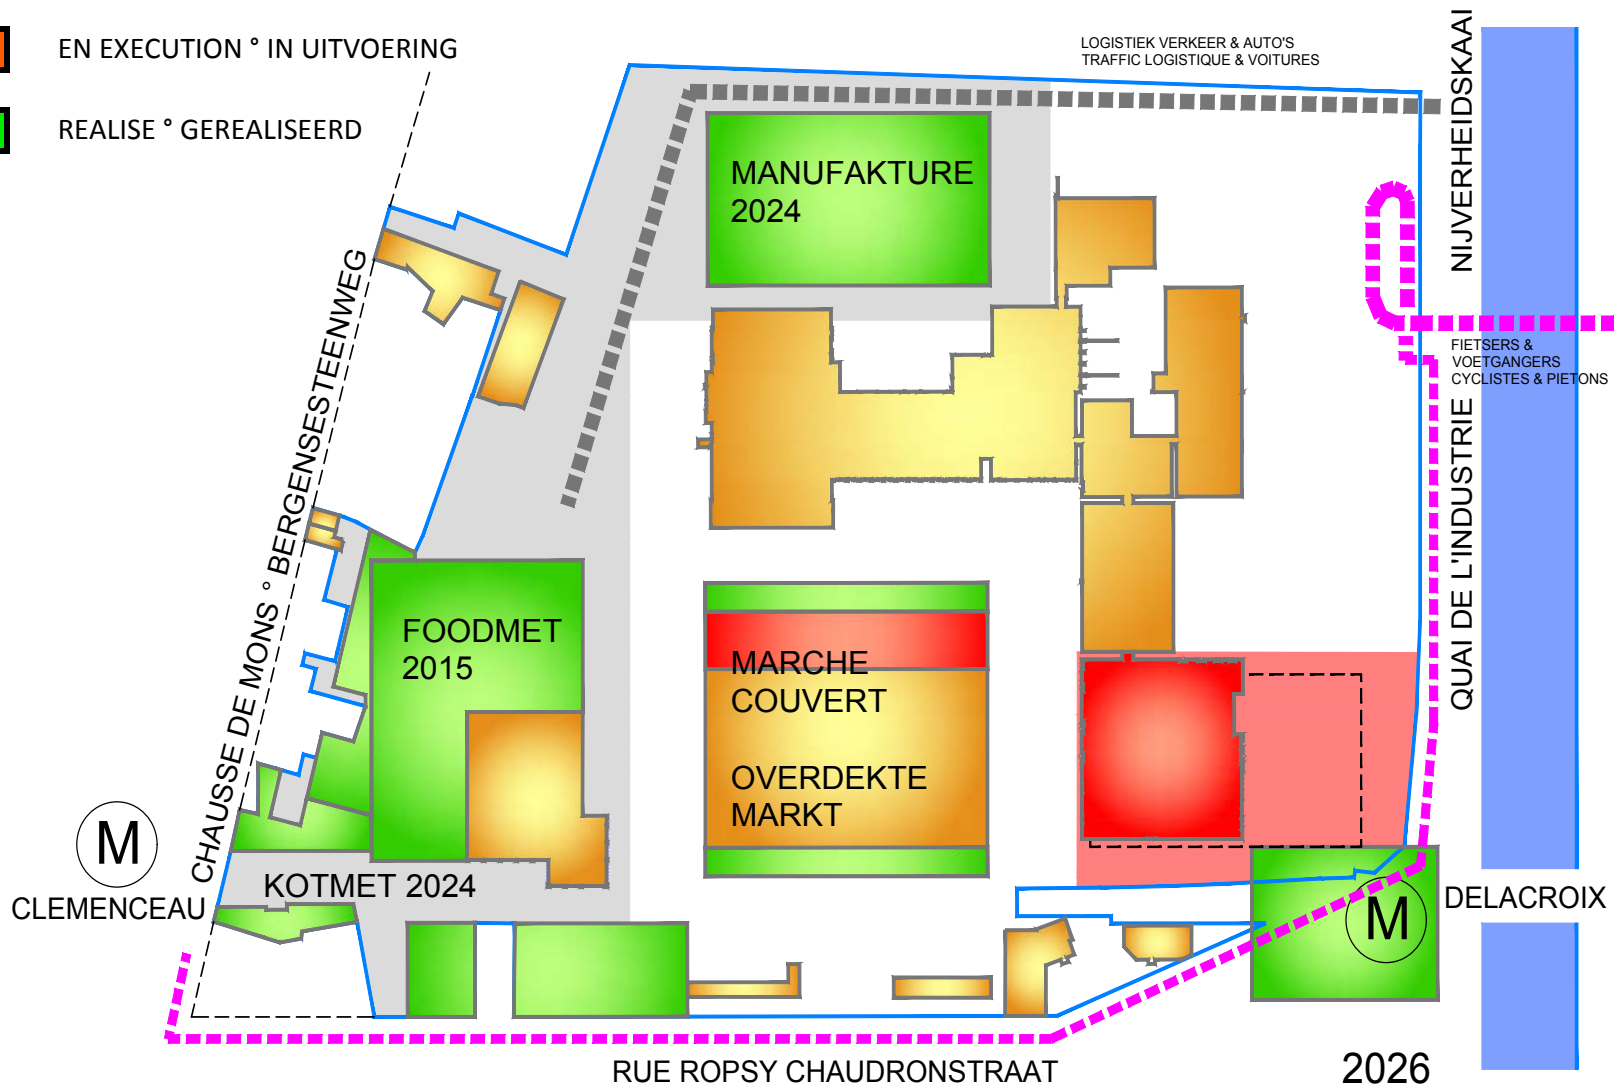 EN EXECUTION ° IN UITVOERING
REALISE ° GEREALISEERD
LOGISTIEK VERKEER & AUTO'S
TRAFFIC LOGISTIQUE & VOITURES
NIJVERHEIDSKAAI
QUAI DE L'INDUSTRIE
FIETSERS &
VOETGANGERS
CYCLISTES & PIETONS
MANUFAKTURE
2024
CHAUSSE DE MONS ° BERGENSESTEENWEG
FOODMET
2015
MARCHE
COUVERT
OVERDEKTE
MARKT
M
CLEMENCEAU
KOTMET 2024
M
DELACROIX
RUE ROPSY CHAUDRONSTRAAT
2026